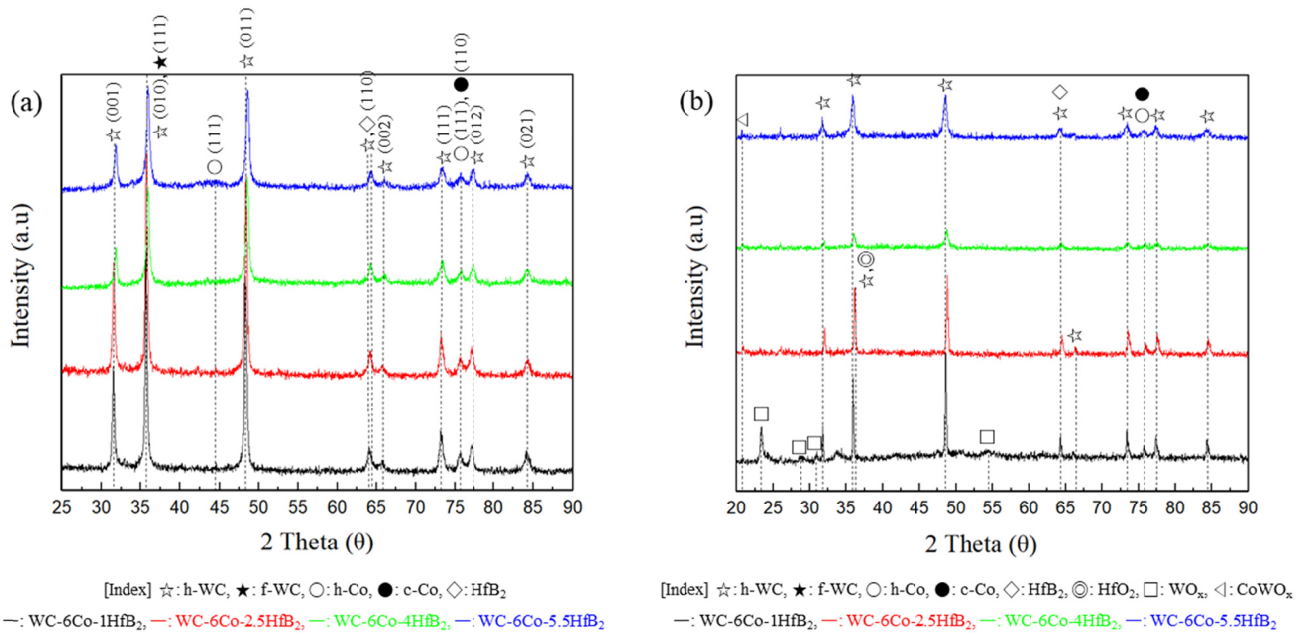 (a)
☆ (001)
☆ (010), ★ (111)
○ (111)
☆ (011)
◇, ☆ (110)
☆ (002)
☆ (111)
○ (111), ● (110)
☆ (012)
☆ (021)
Intensity (a.u)
25 30 35 40 45 50 55 60 65 70 75 80 85 90
2 Theta (θ)
[Index] ☆: h-WC, ★: f-WC, ○: h-Co, ●: c-Co, ◇: HfB₂
—: WC-6Co-1HfB₂, —: WC-6Co-2.5HfB₂, —: WC-6Co-4HfB₂, —: WC-6Co-5.5HfB₂
(b)
Intensity (a.u)
20 25 30 35 40 45 50 55 60 65 70 75 80 85 90
2 Theta (θ)
[Index] ☆: h-WC, ★: f-WC, ○: h-Co, ●: c-Co, ◇: HfB₂, ◎: HfO₂, □: WOₓ, ◁: CoWOₓ
—: WC-6Co-1HfB₂, —: WC-6Co-2.5HfB₂, —: WC-6Co-4HfB₂, —: WC-6Co-5.5HfB₂